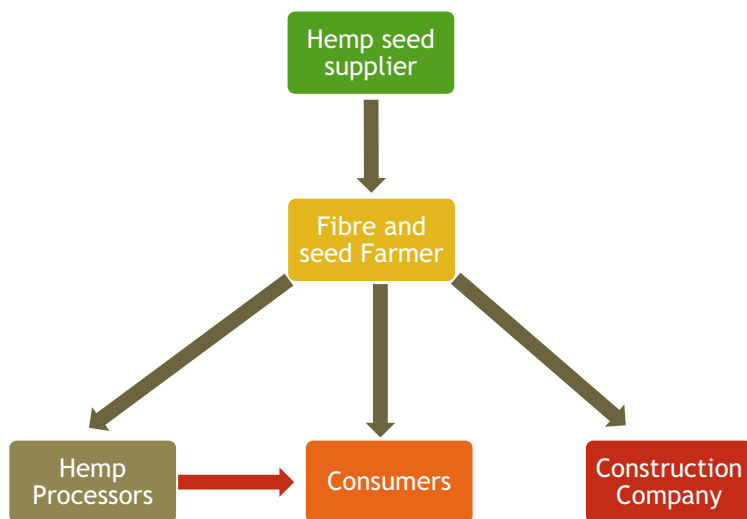 Hemp seed
supplier
Fibre and
seed Farmer
Hemp
Processors
Consumers
Construction
Company